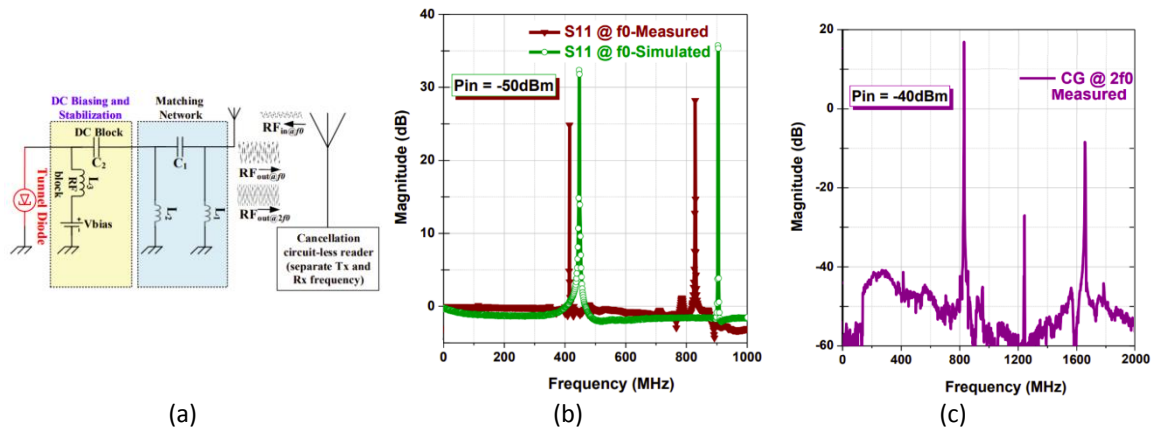 DC Biasing and
Stabilization
Matching
Network
DC Block
C2
C1
L3
RF
block
Vbias
+
-
L2
L1
Tunnel Diode
RFin@f0
RFout@f0
RFout@2f0
Cancellation
circuit-less reader
(separate Tx and
Rx frequency)
(a)
S11 @ f0-Measured
S11 @ f0-Simulated
Pin = -50dBm
Magnitude (dB)
40
30
20
10
0
0 200 400 600 800 1000
Frequency (MHz)
(b)
CG @ 2f0
Measured
Pin = -40dBm
Magnitude (dB)
20
0
-20
-40
-60
0 400 800 1200 1600 2000
Frequency (MHz)
(c)